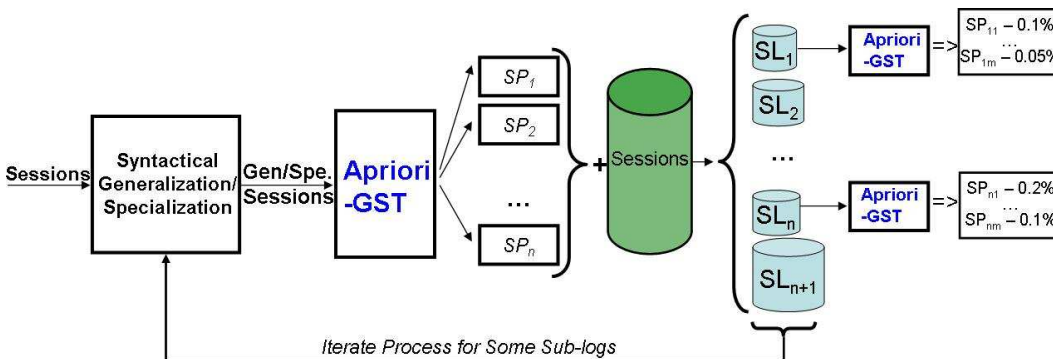 Sessions
Syntactical
Generalization/
Specialization
Gen/Spe.
Sessions
Apriori
-GST
SP1
SP2
...
SPn
+
Sessions
SL1
SL2
...
SLn
SLn+1
Apriori
-GST
=>
SP11 – 0.1%
...
SP1m – 0.05%
Apriori
-GST
=>
SPn1 – 0.2%
...
SPnm – 0.1%
Iterate Process for Some Sub-logs